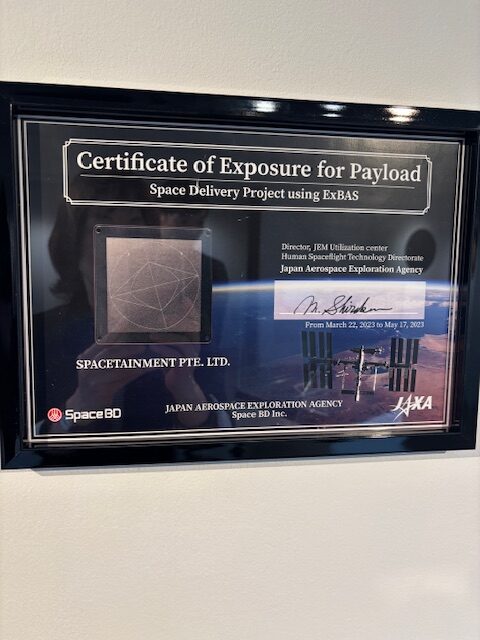 Certificate of Exposure for Payload
Space Delivery Project using ExBAS
Director, JEM Utilization center
Human Spaceflight Technology Directorate
Japan Aerospace Exploration Agency
From March 22, 2023 to May 17, 2023
SPACETAINMENT PTE. LTD.
Space BD
JAPAN AEROSPACE EXPLORATION AGENCY
Space BD Inc.
JAXA